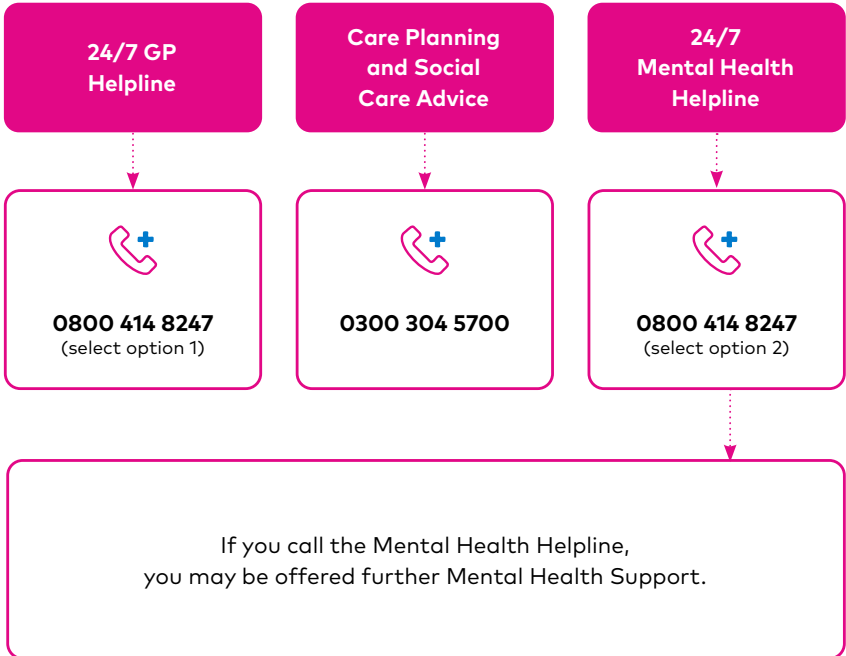 24/7 GP
Helpline
Care Planning
and Social
Care Advice
24/7
Mental Health
Helpline
0800 414 8247
(select option 1)
0300 304 5700
0800 414 8247
(select option 2)
If you call the Mental Health Helpline,
you may be offered further Mental Health Support.